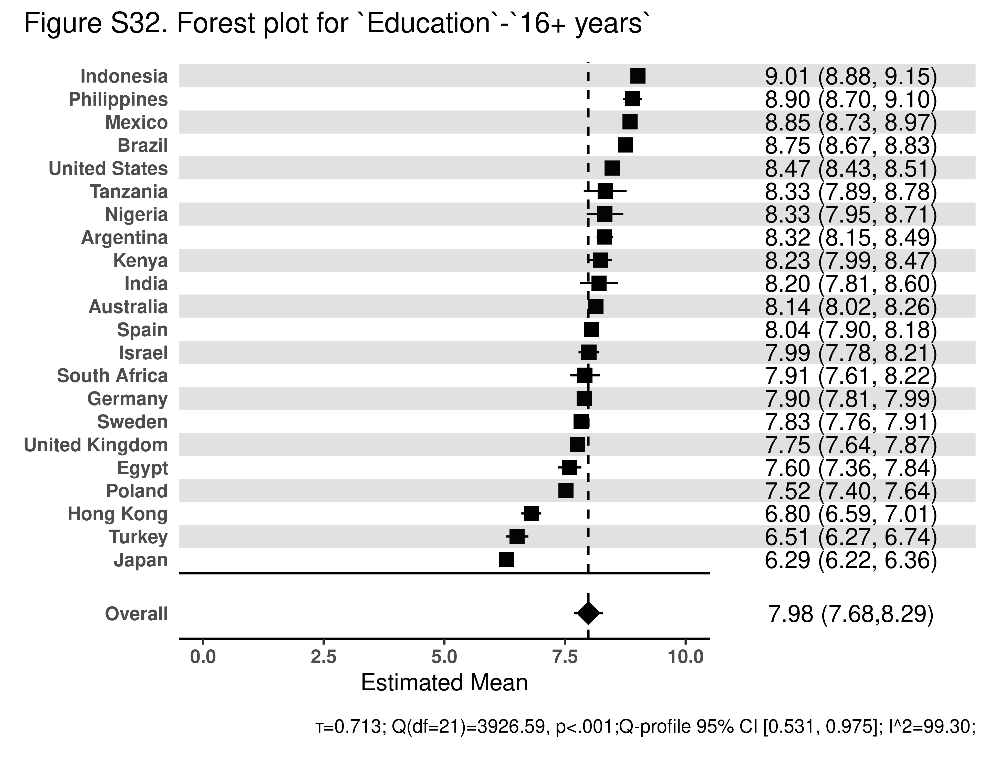 Figure S32. Forest plot for `Education`-`16+ years`
Indonesia 9.01 (8.88, 9.15)
Philippines 8.90 (8.70, 9.10)
Mexico 8.85 (8.73, 8.97)
Brazil 8.75 (8.67, 8.83)
United States 8.47 (8.43, 8.51)
Tanzania 8.33 (7.89, 8.78)
Nigeria 8.33 (7.95, 8.71)
Argentina 8.32 (8.15, 8.49)
Kenya 8.23 (7.99, 8.47)
India 8.20 (7.81, 8.60)
Australia 8.14 (8.02, 8.26)
Spain 8.04 (7.90, 8.18)
Israel 7.99 (7.78, 8.21)
South Africa 7.91 (7.61, 8.22)
Germany 7.90 (7.81, 7.99)
Sweden 7.83 (7.76, 7.91)
United Kingdom 7.75 (7.64, 7.87)
Egypt 7.60 (7.36, 7.84)
Poland 7.52 (7.40, 7.64)
Hong Kong 6.80 (6.59, 7.01)
Turkey 6.51 (6.27, 6.74)
Japan 6.29 (6.22, 6.36)
Overall 7.98 (7.68,8.29)
0.0 2.5 5.0 7.5 10.0
Estimated Mean
τ=0.713; Q(df=21)=3926.59, p<.001;Q-profile 95% CI [0.531, 0.975]; I^2=99.30;